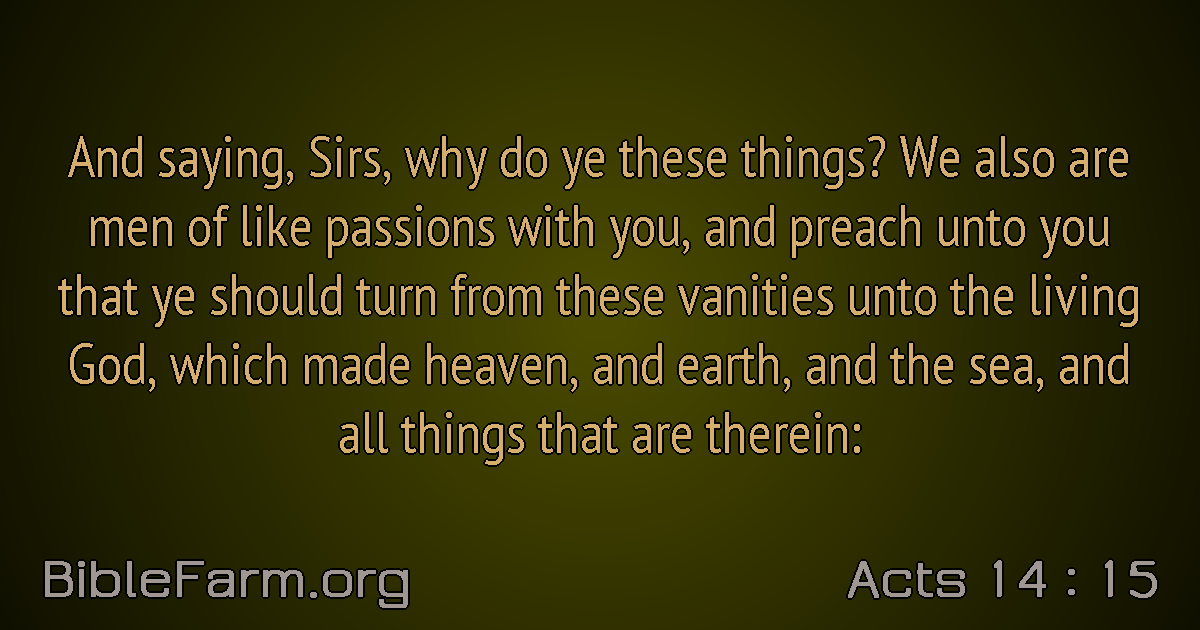 And saying, Sirs, why do ye these things? We also are
men of like passions with you, and preach unto you
that ye should turn from these vanities unto the living
God, which made heaven, and earth, and the sea, and
all things that are therein:
BibleFarm.org
Acts 14 : 15